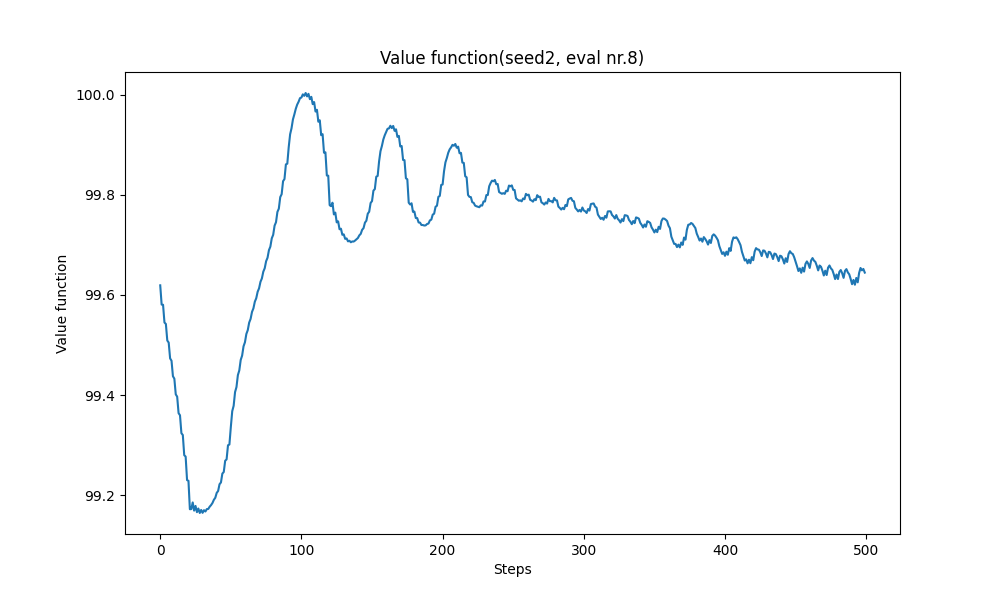 Value function(seed2, eval nr.8)
Value function
100.0
99.8
99.6
99.4
99.2
0 100 200 300 400 500
Steps